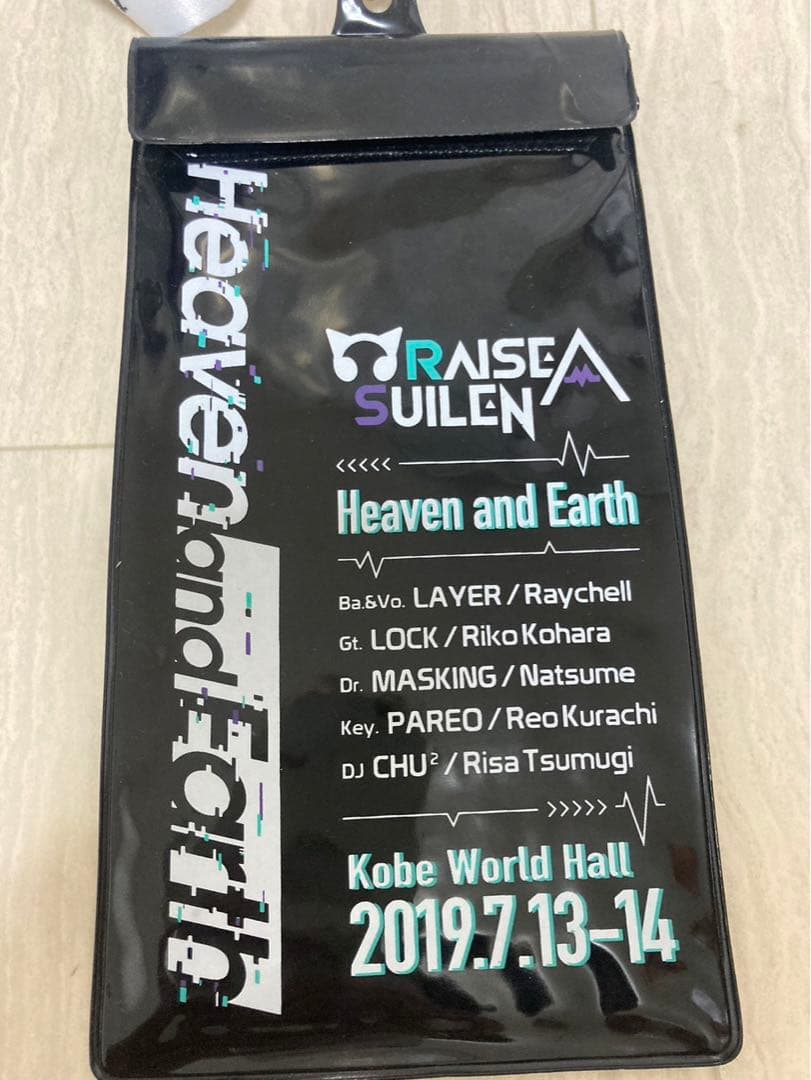 Heaven and Earth
RAISE A
SUILEN
<<<<<
Heaven and Earth
Ba.&Vo. LAYER / Raychell
Gt. LOCK / Riko Kohara
Dr. MASKING / Natsume
Key. PAREO / Reo Kurachi
DJ CHU² / Risa Tsumugi
>>>>>
Kobe World Hall
2019.7.13-14